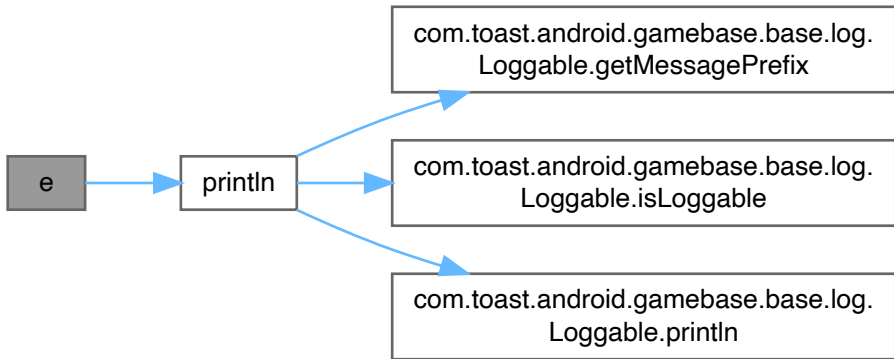 e
println
com.toast.android.gamebase.base.log.
Loggable.getMessagePrefix
com.toast.android.gamebase.base.log.
Loggable.isLoggable
com.toast.android.gamebase.base.log.
Loggable.println